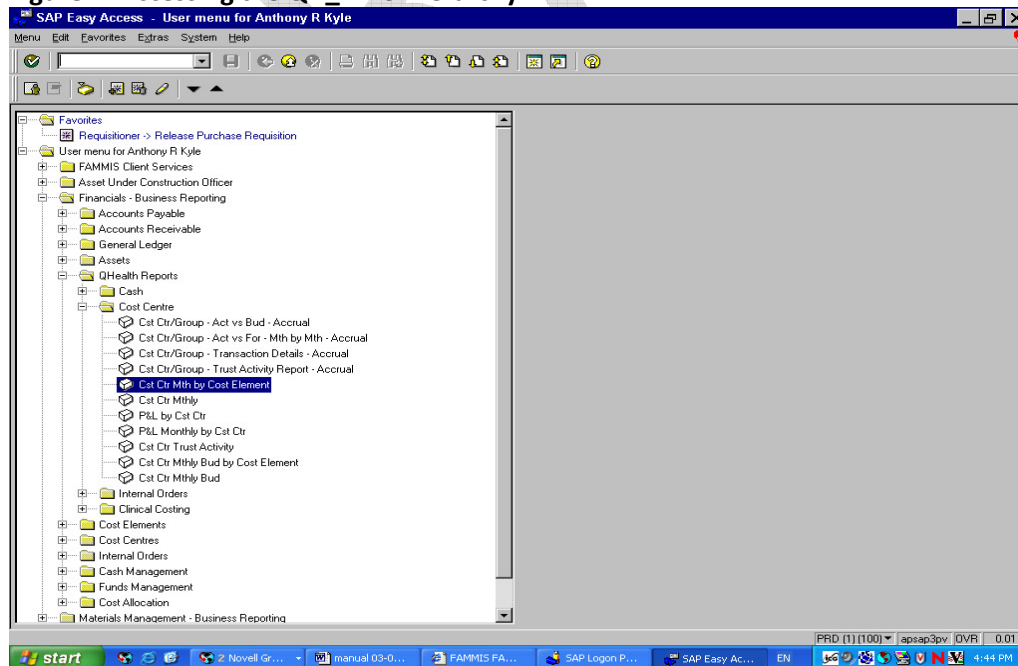 SAP Easy Access - User menu for Anthony R Kyle
Menu Edit Favorites Extras System Help
Favorites
Requisitioner -> Release Purchase Requisition
User menu for Anthony R Kyle
FAMMIS Client Services
Asset Under Construction Officer
Financials - Business Reporting
Accounts Payable
Accounts Receivable
General Ledger
Assets
QHealth Reports
Cash
Cost Centre
Cst Ctr/Group - Act vs Bud - Accrual
Cst Ctr/Group - Act vs For - Mth by Mth - Accrual
Cst Ctr/Group - Transaction Details - Accrual
Cst Ctr/Group - Trust Activity Report - Accrual
Cst Ctr Mth by Cost Element
Cst Ctr Mthly
P&L by Cst Ctr
P&L Monthly by Cst Ctr
Cst Ctr Trust Activity
Cst Ctr Mthly Bud by Cost Element
Cst Ctr Mthly Bud
Internal Orders
Clinical Costing
Cost Elements
Cost Centres
Internal Orders
Cash Management
Funds Management
Cost Allocation
Materials Management - Business Reporting
PRD (1) (100) apsap3pv OVR 0.01
start 2 Novell Gr... manual 03-0... FAMMIS FA... SAP Logon P... SAP Easy Ac... EN 4:44 PM